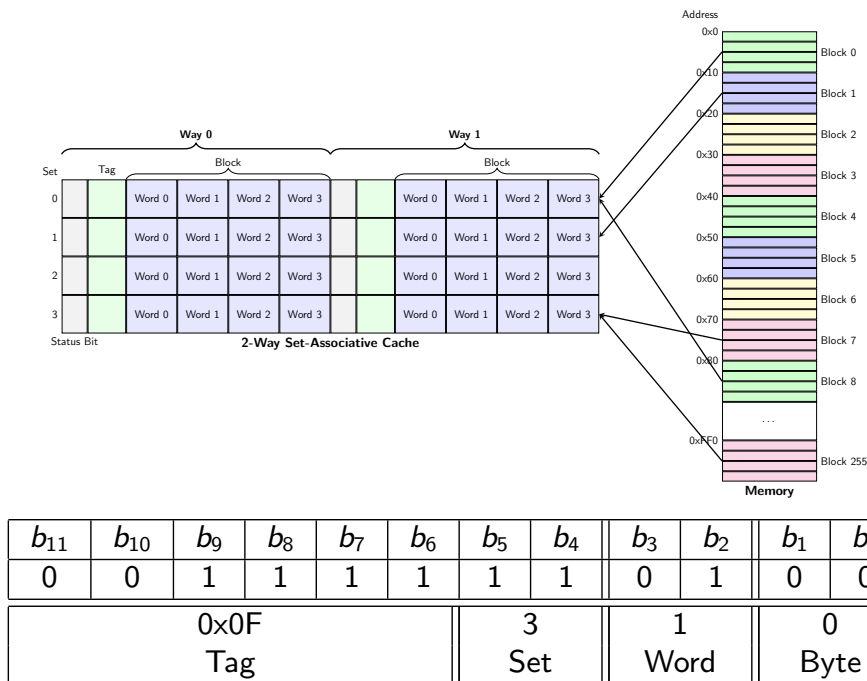 Address
0x0
Block 0
0x10
Block 1
0x20
Block 2
0x30
Block 3
0x40
Block 4
0x50
Block 5
0x60
Block 6
0x70
Block 7
0x80
Block 8
...
0xFF0
Block 255
Memory
Way 0 Way 1
Set Tag Block Block
0 Word 0 Word 1 Word 2 Word 3 Word 0 Word 1 Word 2 Word 3
1 Word 0 Word 1 Word 2 Word 3 Word 0 Word 1 Word 2 Word 3
2 Word 0 Word 1 Word 2 Word 3 Word 0 Word 1 Word 2 Word 3
3 Word 0 Word 1 Word 2 Word 3 Word 0 Word 1 Word 2 Word 3
Status Bit
2-Way Set-Associative Cache
b11 b10 b9 b8 b7 b6 b5 b4 b3 b2 b1
0 0 1 1 1 1 1 1 0 1 0
0x0F 3 1 0
Tag Set Word Byte